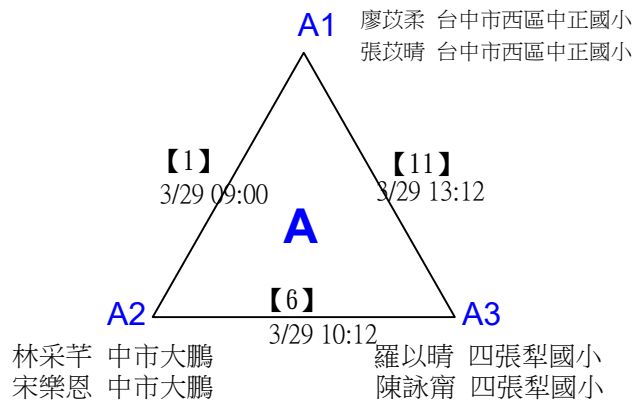 A1 廖苡柔 台中市西區中正國小
張苡晴 台中市西區中正國小
【1】
3/29 09:00
【11】
3/29 13:12
A
【6】
3/29 10:12
A2
A3
林采芊 中市大鵬
宋樂恩 中市大鵬
羅以晴 四張犁國小
陳詠甯 四張犁國小